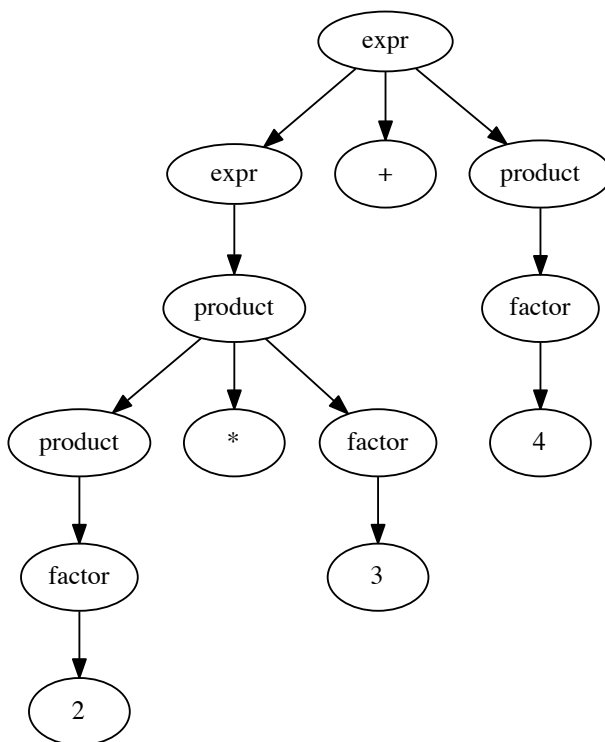 expr
expr + product
product factor
product * factor 4
factor 3
2